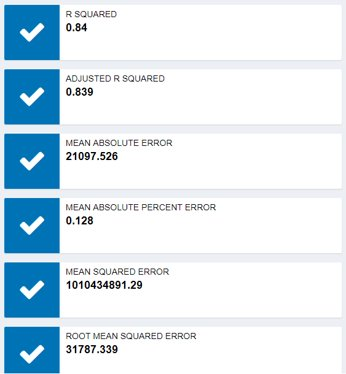 R SQUARED
0.84
ADJUSTED R SQUARED
0.839
MEAN ABSOLUTE ERROR
21097.526
MEAN ABSOLUTE PERCENT ERROR
0.128
MEAN SQUARED ERROR
1010434891.29
ROOT MEAN SQUARED ERROR
31787.339